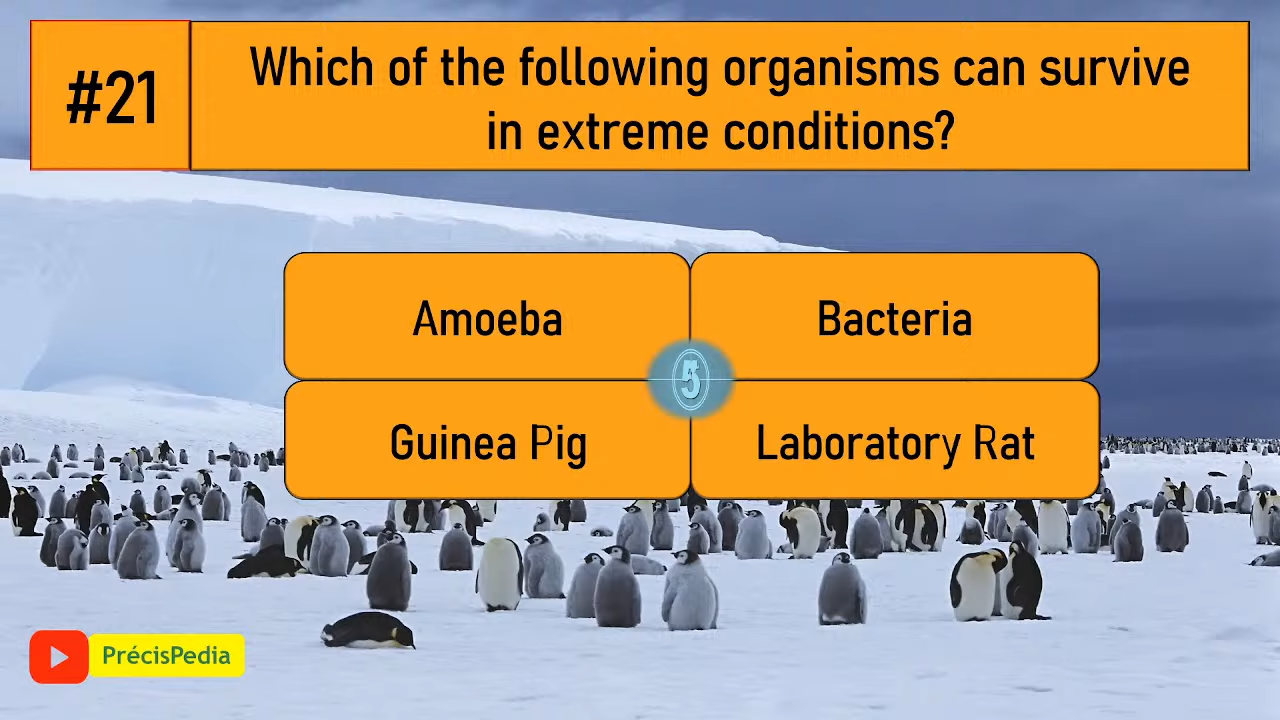 #21
Which of the following organisms can survive
in extreme conditions?
Amoeba
Bacteria
5
Guinea Pig
Laboratory Rat
PrécisPedia